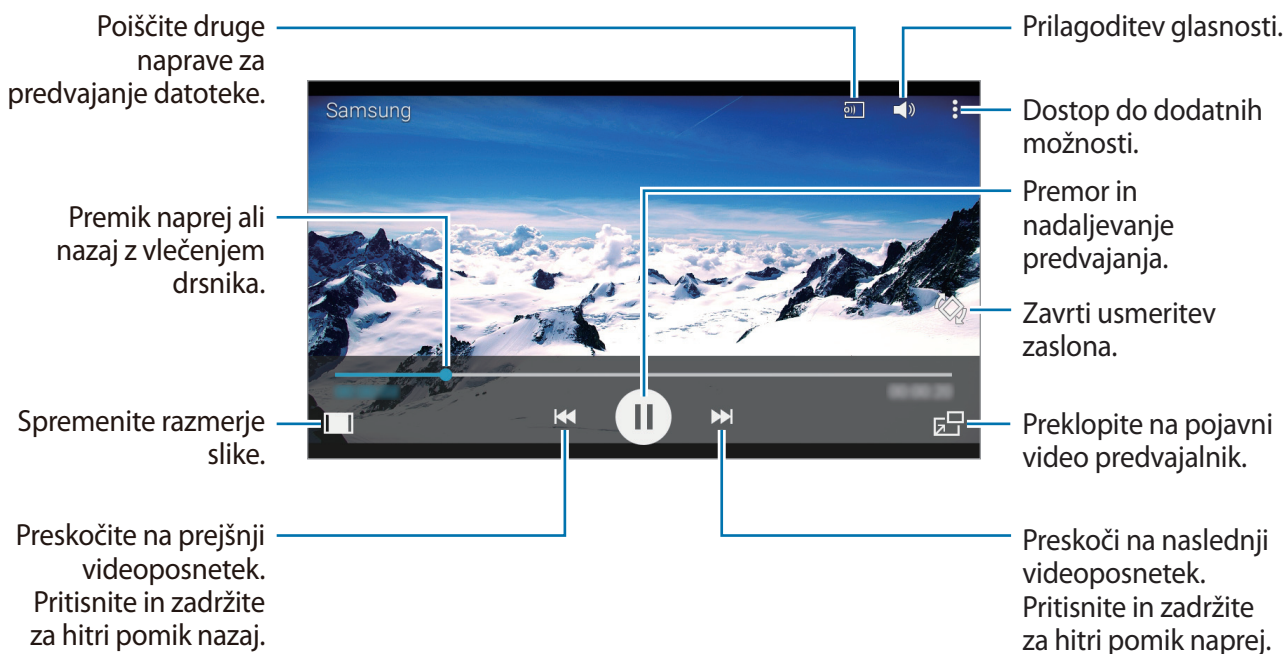 Poiščite druge
naprave za
predvajanje datoteke.
Premik naprej ali
nazaj z vlečenjem
drsnika.
Spremenite razmerje
slike.
Preskočite na prejšnji
videoposnetek.
Pritisnite in zadržite
za hitri pomik nazaj.
Samsung
Prilagoditev glasnosti.
Dostop do dodatnih
možnosti.
Premor in
nadaljevanje
predvajanja.
Zavrti usmeritev
zaslona.
Preklopite na pojavni
video predvajalnik.
Preskoči na naslednji
videoposnetek.
Pritisnite in zadržite
za hitri pomik naprej.